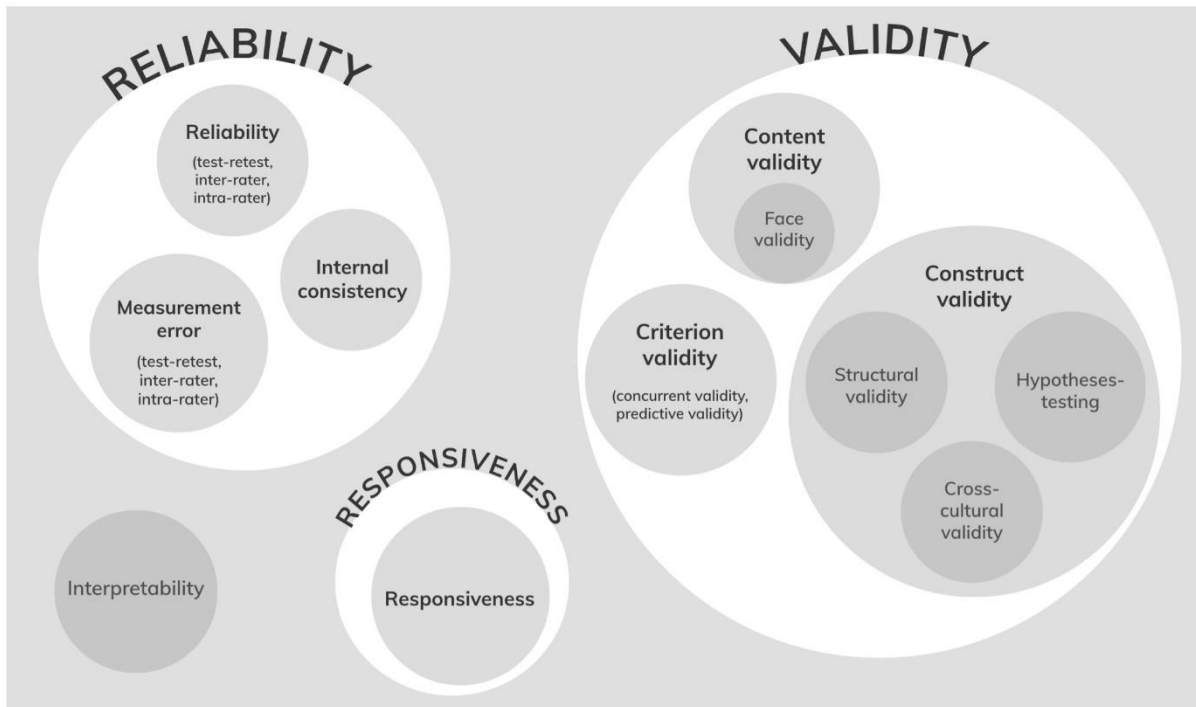 RELIABILITY
Reliability
(test-retest,
inter-rater,
intra-rater)
Internal
consistency
Measurement
error
(test-retest,
inter-rater,
intra-rater)
VALIDITY
Content
validity
Face
validity
Criterion
validity
(concurrent validity,
predictive validity)
Construct
validity
Structural
validity
Hypotheses-
testing
Cross-
cultural
validity
RESPONSIVENESS
Responsiveness
Interpretability